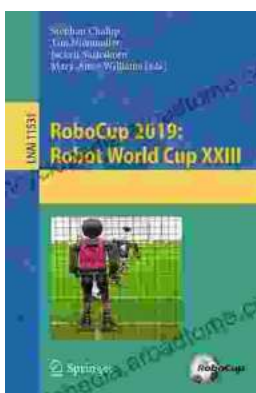 Stephan Chalup
Tim Niemueller
Jackrit Suthakorn
Mary-Anne Williams (Eds.)
LNAI 11531
RoboCup 2019:
Robot World Cup XXIII
Springer
RoboCup